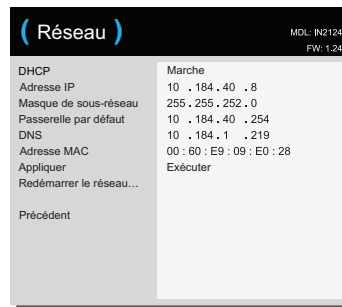 ( Réseau )
MDL: IN2124
FW: 1.24
DHCP Marche
Adresse IP 10 . 184 . 40 . 8
Masque de sous-réseau 255 . 255 . 252 . 0
Passerelle par défaut 10 . 184 . 40 . 254
DNS 10 . 184 . 1 . 219
Adresse MAC 00 : 60 : E9 : 09 : E0 : 28
Appliquer Exécuter
Redémarrer le réseau...
Précédent